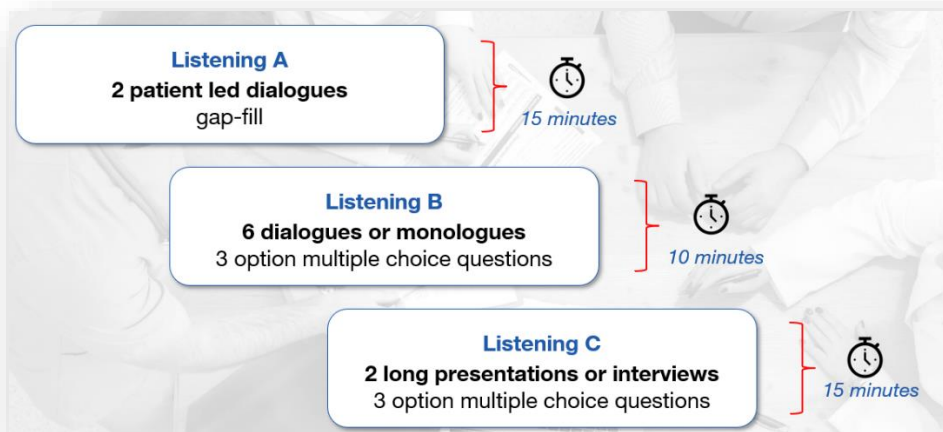 Listening A
2 patient led dialogues
gap-fill
15 minutes
Listening B
6 dialogues or monologues
3 option multiple choice questions
10 minutes
Listening C
2 long presentations or interviews
3 option multiple choice questions
15 minutes